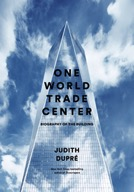 ONE
WORLD
TRADE
CENTER
BIOGRAPHY OF THE BUILDING
JUDITH
DUPRÉ